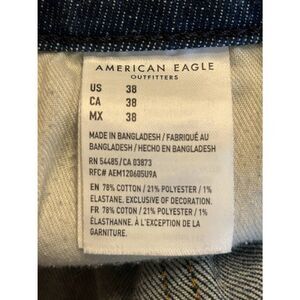 AMERICAN EAGLE
OUTFITTERS
US 38
CA 38
MX 38
MADE IN BANGLADESH / FABRIQUÉ AU
BANGLADESH / HECHO EN BANGLADESH
RN 54485/CA 03873
RFC# AEM120605U9A
EN 78% COTTON / 21% POLYESTER / 1%
ELASTANE, EXCLUSIVE OF DECORATION.
FR 78% COTON / 21% POLYESTER / 1%
ÉLASTHANNE. À L'EXCEPTION DE LA
GARNITURE.